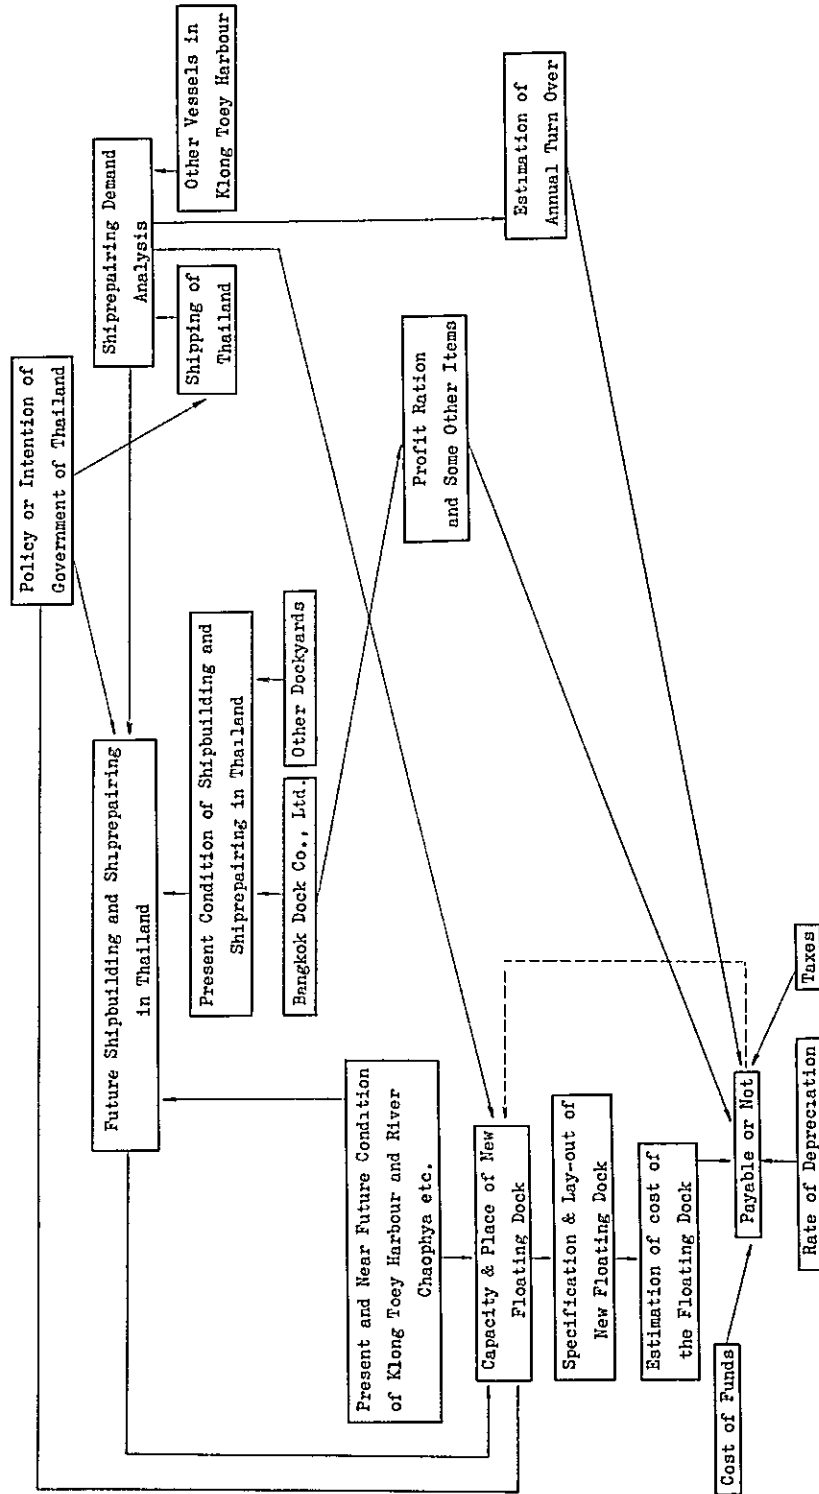 Policy or Intention of
Government of Thailand
Future Shipbuilding and Shiprepairing
in Thailand
Shiprepairing Demand
Analysis
Present Condition of Shipbuilding and
Shiprepairing in Thailand
Shipping of
Thailand
Other Vessels in
Klong Toey Harbour
Bangkok Dock Co., Ltd.
Other Dockyards
Present and Near Future Condition
of Klong Toey Harbour and River
Chaophya etc.
Profit Ration
and Some Other Items
Capacity & Place of New
Floating Dock
Estimation of
Annual Turn Over
Specification & Lay-out of
New Floating Dock
Estimation of cost of
the Floating Dock
Cost of Funds
Payable or Not
Rate of Depreciation
Taxes